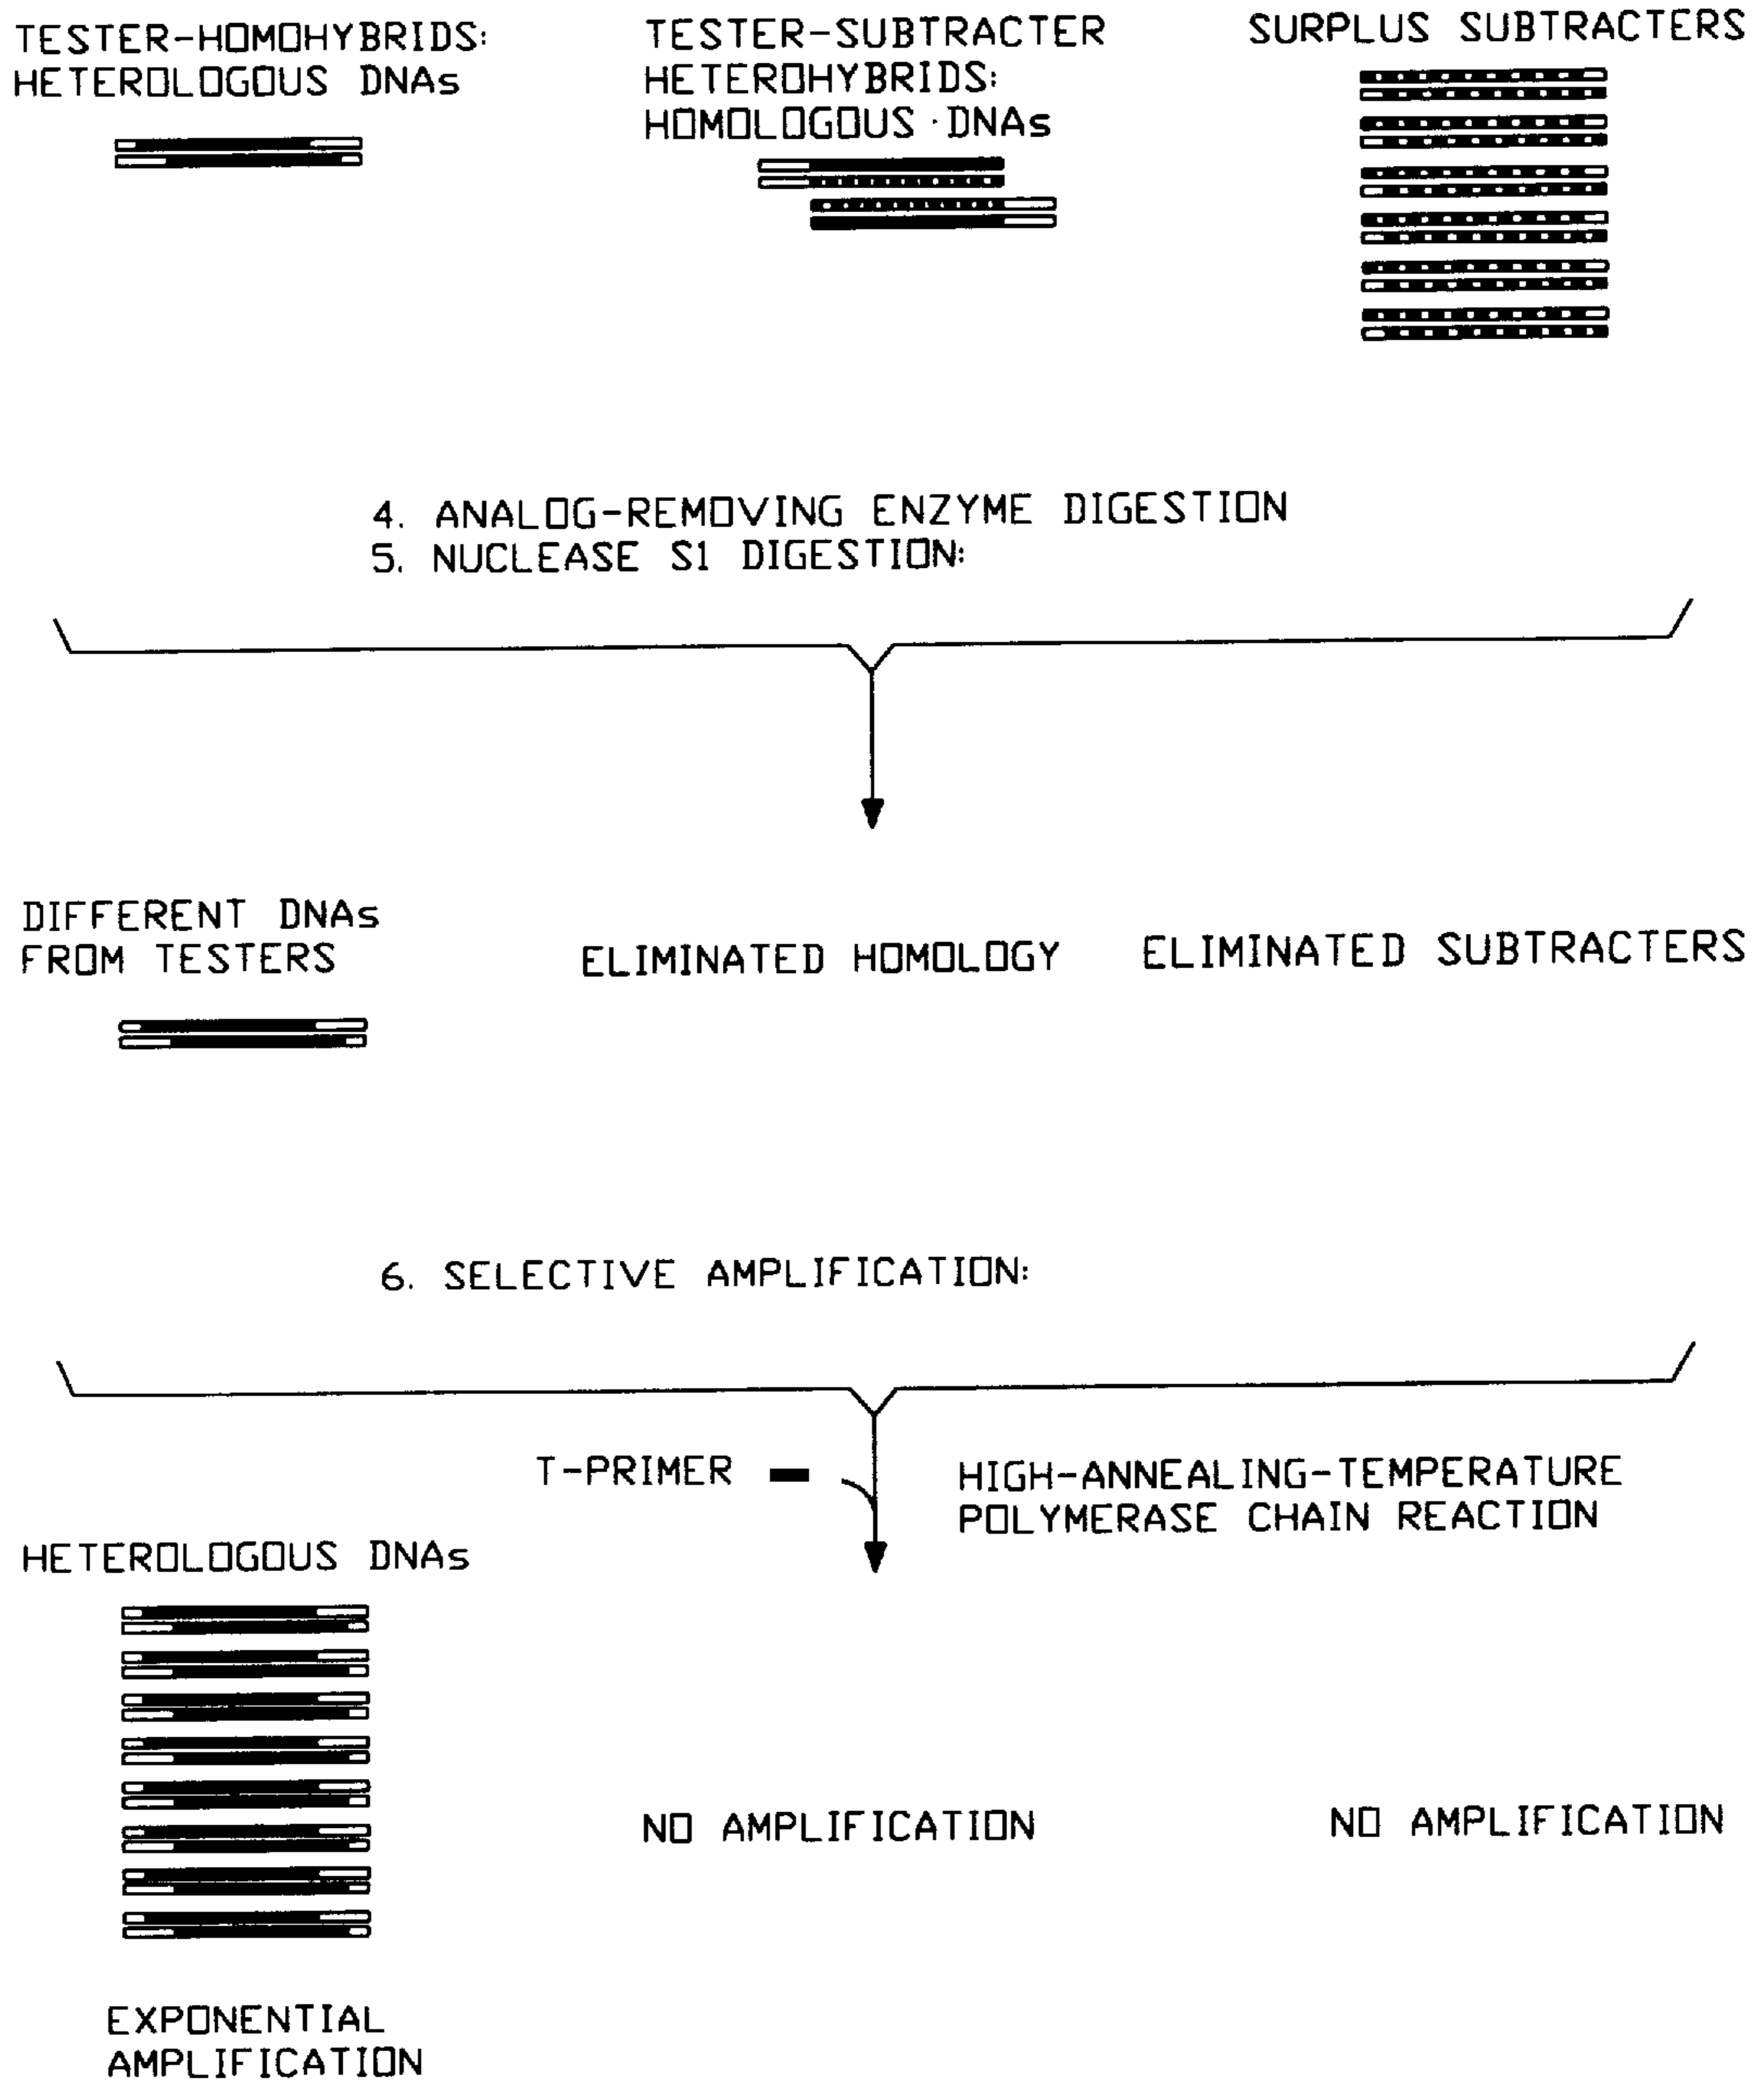 TESTER-HOMOHYBRIDS:
HETEROLOGOUS DNAs
TESTER-SUBTRACTER
HETEROHYBRIDS:
HOMOLOGOUS DNAs
SURPLUS SUBTRACTERS
4. ANALOG-REMOVING ENZYME DIGESTION
5. NUCLEASE S1 DIGESTION:
DIFFERENT DNAs
FROM TESTERS
ELIMINATED HOMOLOGY
ELIMINATED SUBTRACTERS
6. SELECTIVE AMPLIFICATION:
T-PRIMER
HIGH-ANNEALING-TEMPERATURE
POLYMERASE CHAIN REACTION
HETEROLOGOUS DNAs
NO AMPLIFICATION
NO AMPLIFICATION
EXPONENTIAL
AMPLIFICATION